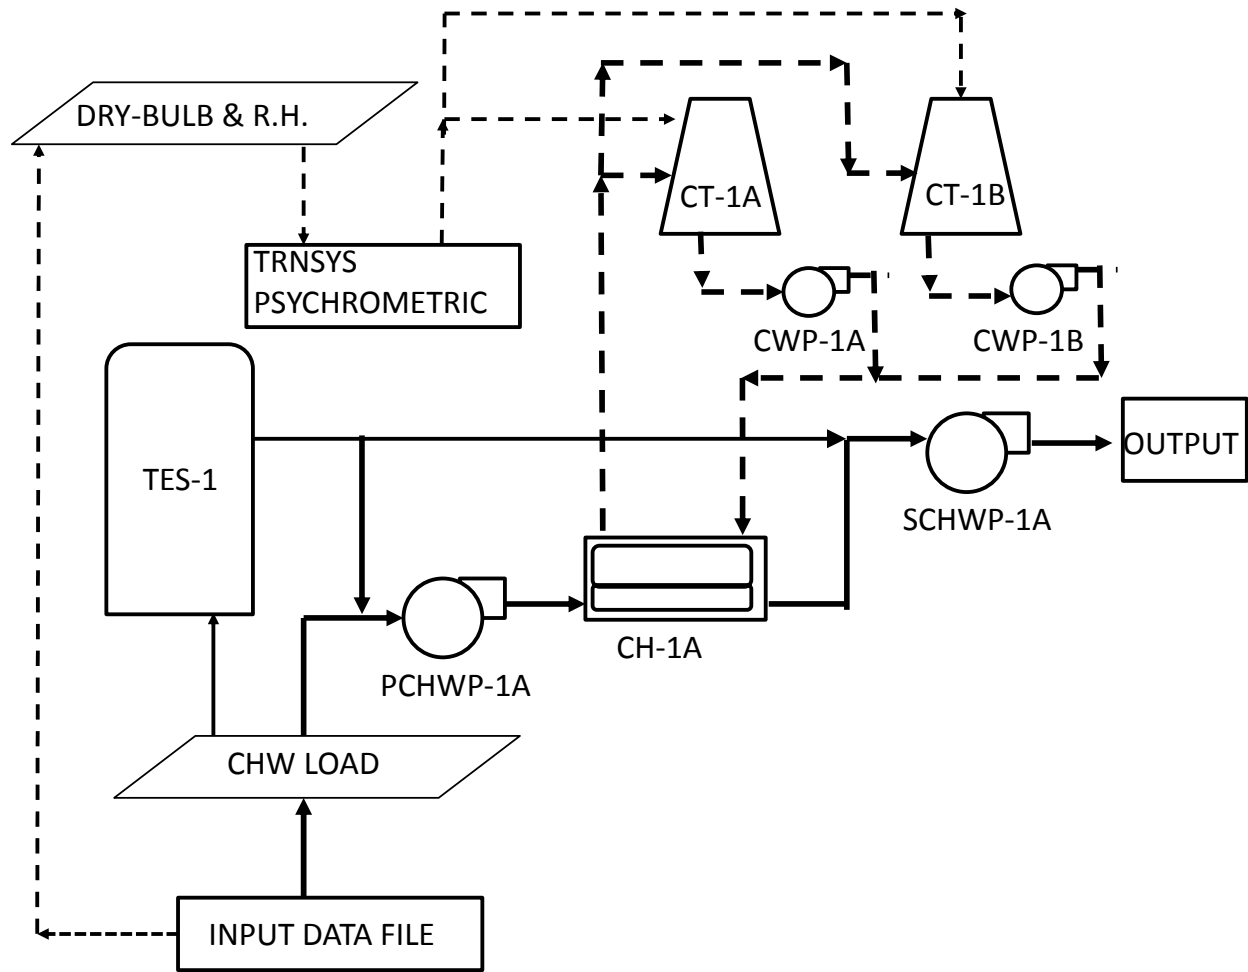 DRY-BULB & R.H.
CT-1A
CT-1B
TRNSYS
PSYCHROMETRIC
CWP-1A
CWP-1B
TES-1
OUTPUT
SCHWP-1A
CH-1A
PCHWP-1A
CHW LOAD
INPUT DATA FILE